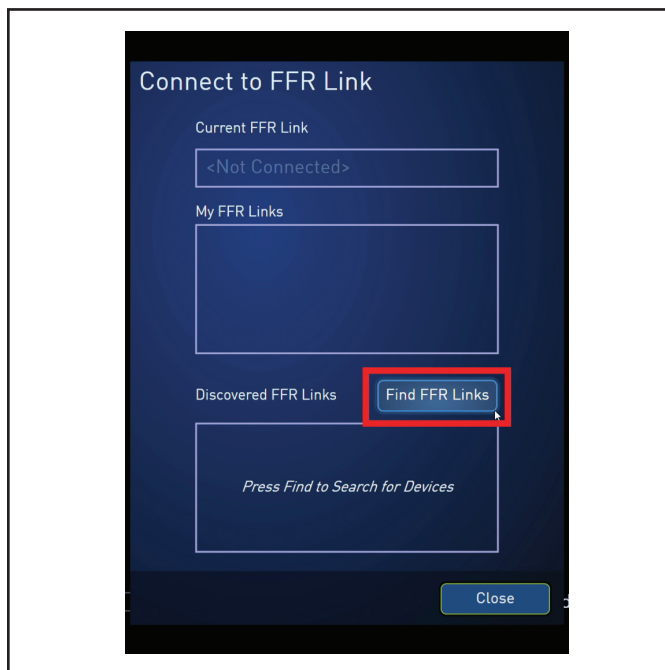 Connect to FFR Link
Current FFR Link
<Not Connected>
My FFR Links
Discovered FFR Links
Find FFR Links
Press Find to Search for Devices
Close